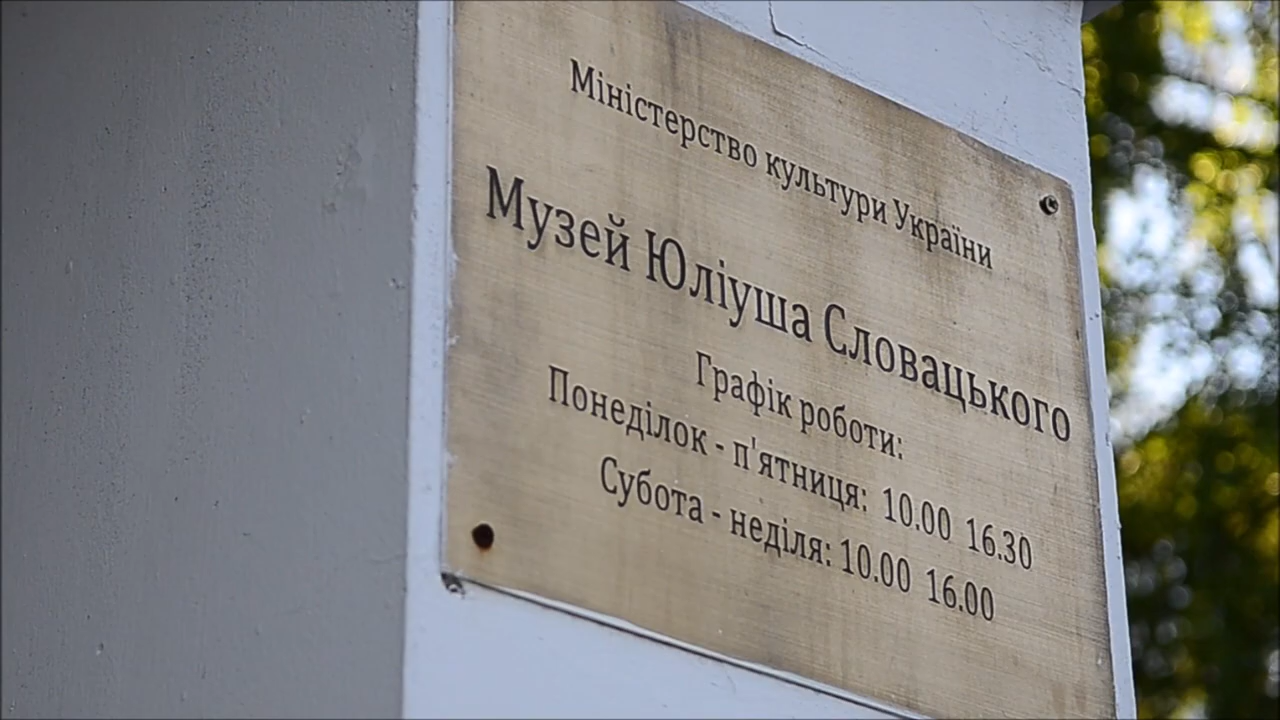 Міністерство культури України
Музей Юліуша Словацького
Графік роботи:
Понеділок - п'ятниця: 10.00 16.30
Субота - неділя: 10.00 16.00